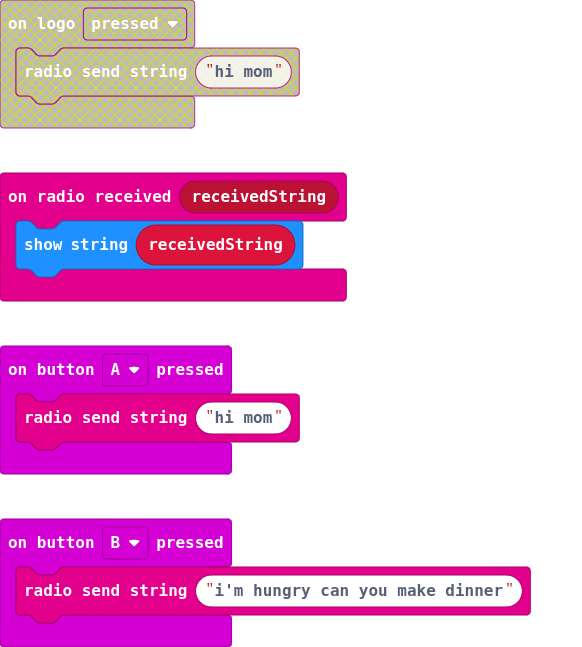 on logo pressed
radio send string "hi mom"
on radio received receivedString
show string receivedString
on button A pressed
radio send string "hi mom"
on button B pressed
radio send string "i'm hungry can you make dinner"